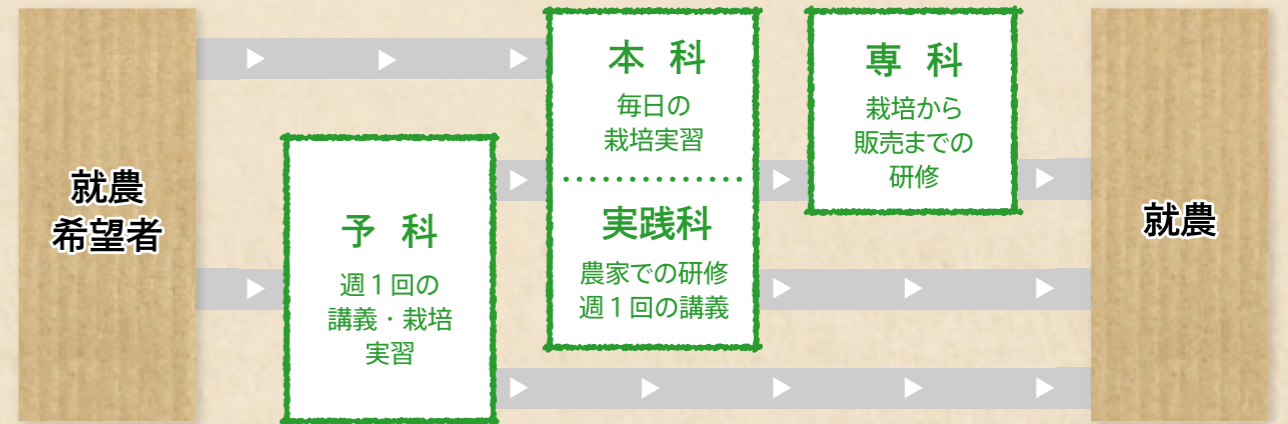 就農
希望者
予 科
週１回の
講義・栽培
実習
本 科
毎日の
栽培実習
実践科
農家での研修
週１回の講義
専 科
栽培から
販売までの
研修
就農